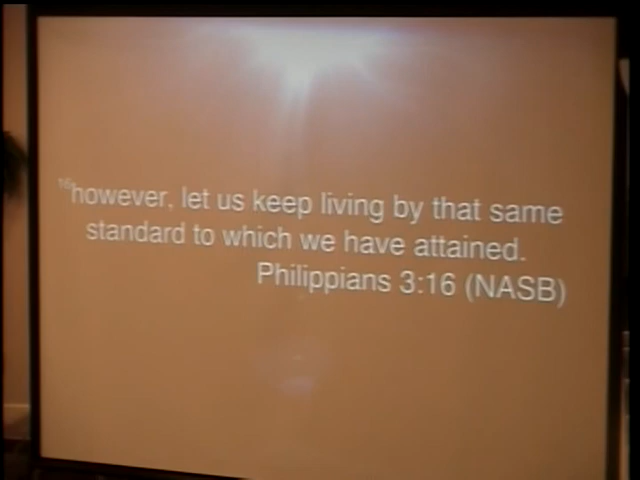 16however, let us keep living by that same
standard to which we have attained.
Philippians 3:16 (NASB)